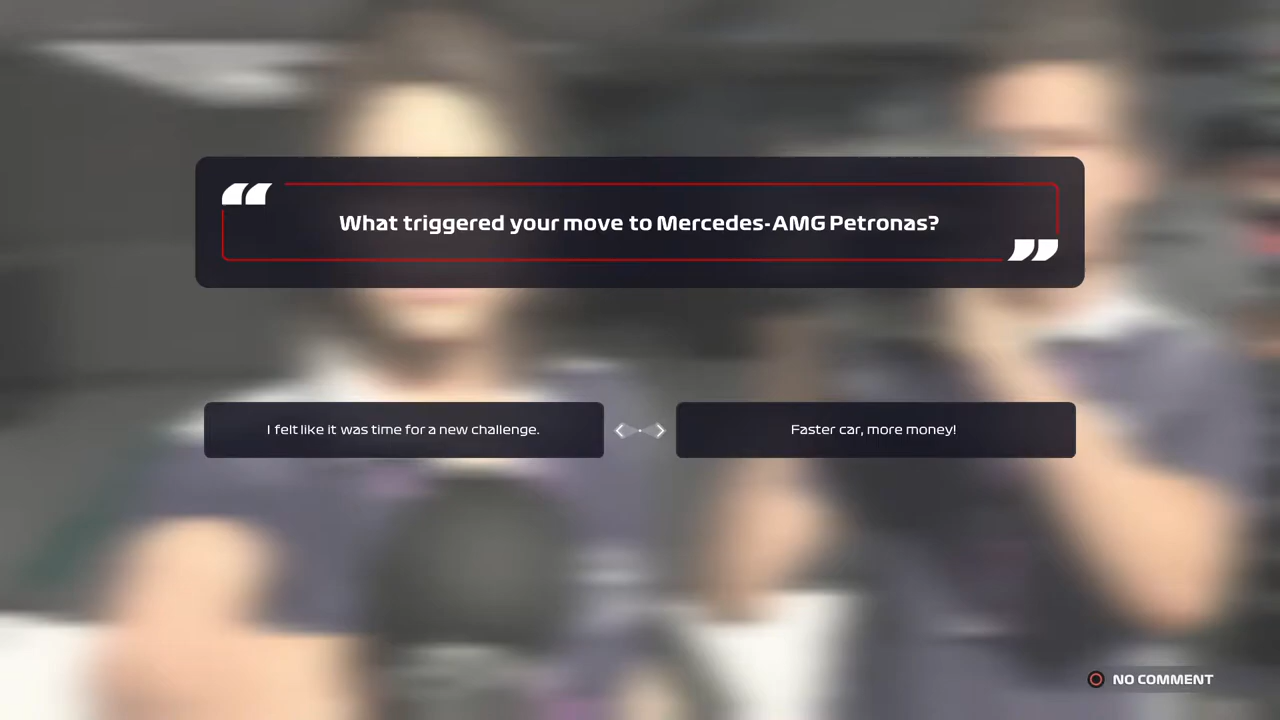 What triggered your move to Mercedes-AMG Petronas?
I felt like it was time for a new challenge.
Faster car, more money!
NO COMMENT